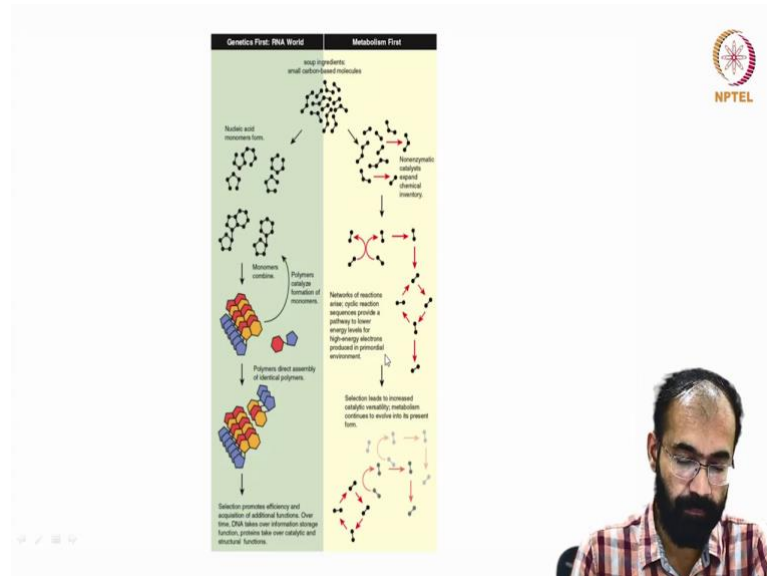 Genetics First: RNA World
Metabolism First
soup ingredients:
small carbon-based molecules
Nucleic acid
monomers form.
Nonenzymatic
catalysts
expand
chemical
inventory.
Monomers
combine.
Polymers
catalyze
formation of
monomers.
Networks of reactions
arise; cyclic reaction
sequences provide a
pathway to lower
energy levels for
high-energy electrons
produced in primordial
environment.
Polymers direct assembly
of identical polymers.
Selection leads to increased
catalytic versatility; metabolism
continues to evolve into its present
form.
Selection promotes efficiency and
acquisition of additional functions. Over
time, DNA takes over information storage
function, proteins take over catalytic and
structural functions.
NPTEL